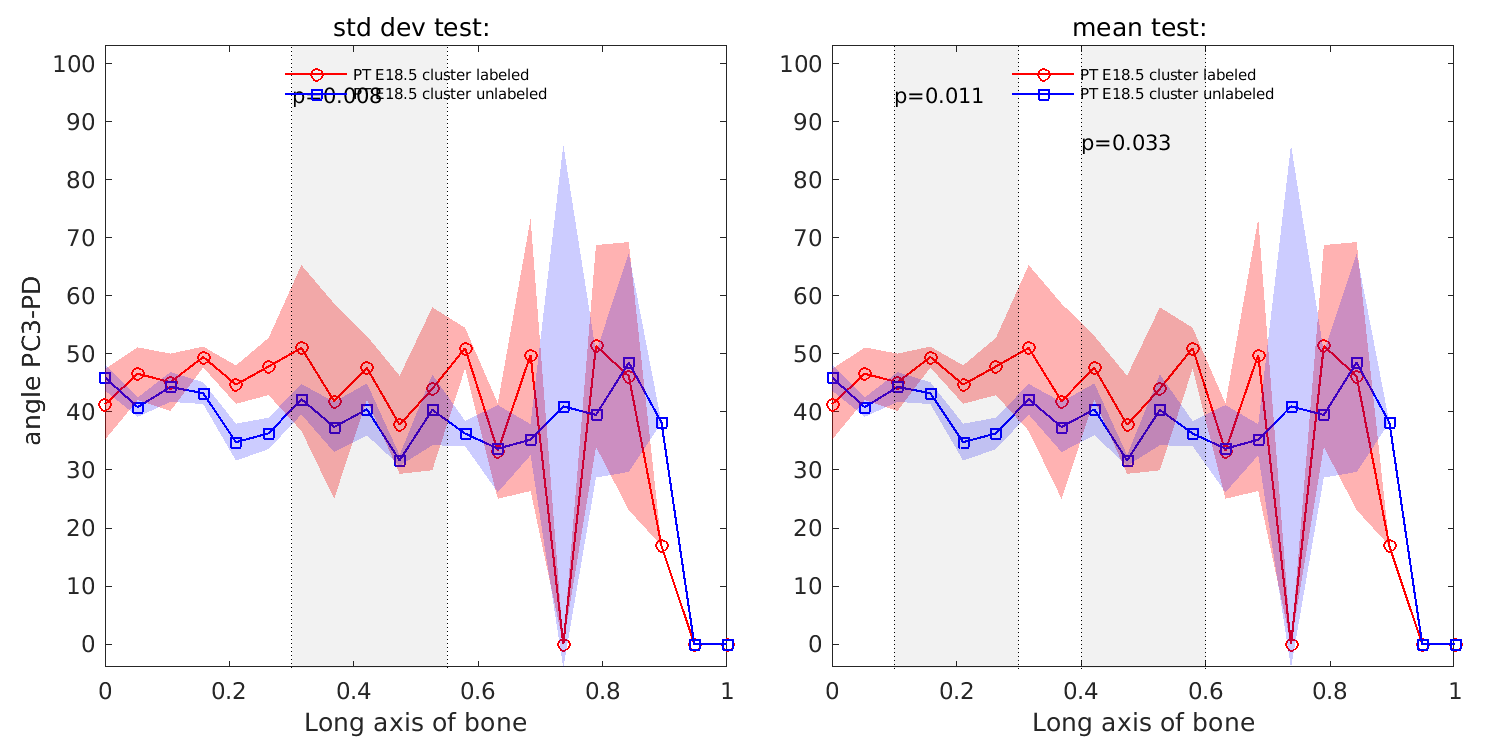 std dev test:
PT E18.5 cluster labeled
PT E18.5 cluster unlabeled
p=0.008
100
90
80
70
60
50
40
30
20
10
0
angle PC3-PD
0 0.2 0.4 0.6 0.8 1
Long axis of bone
mean test:
PT E18.5 cluster labeled
PT E18.5 cluster unlabeled
p=0.011
p=0.033
100
90
80
70
60
50
40
30
20
10
0
0 0.2 0.4 0.6 0.8 1
Long axis of bone